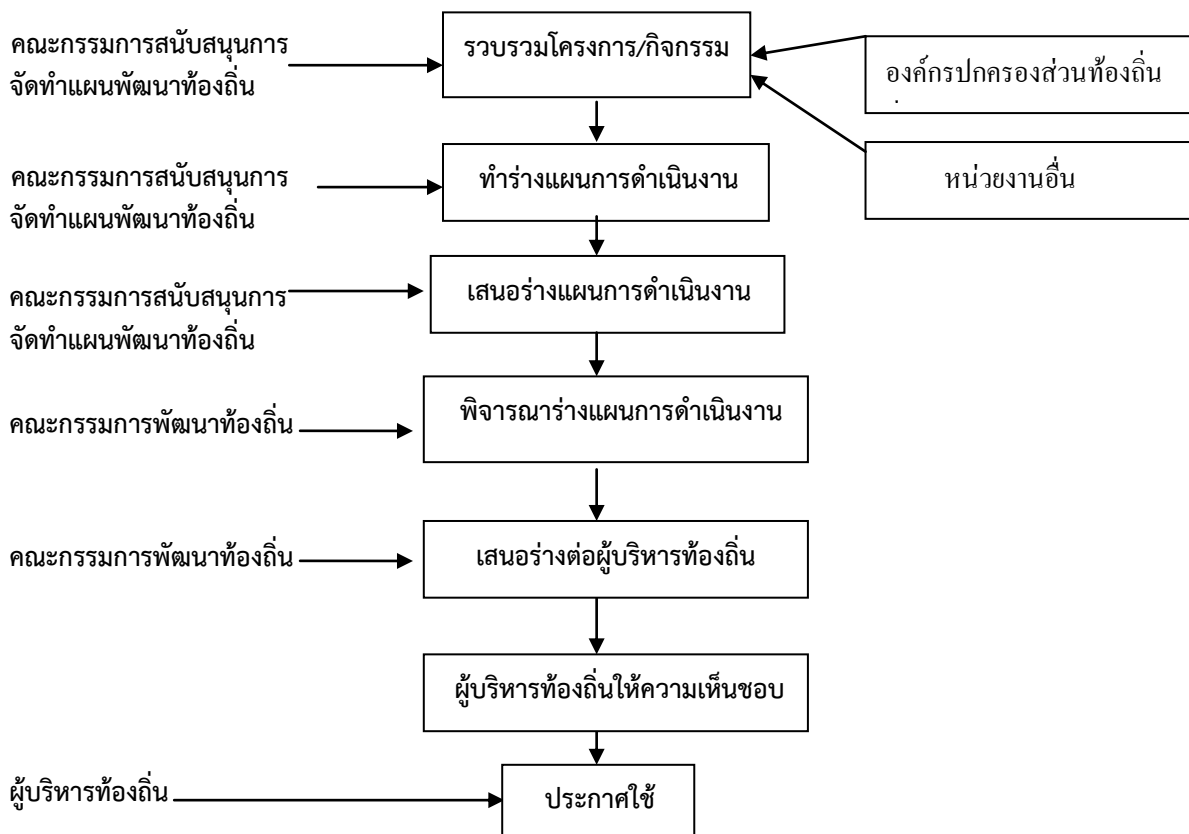 คณะกรรมการสนับสนุนการ
จัดทำแผนพัฒนาท้องถิ่น
รวบรวมโครงการ/กิจกรรม
องค์กรปกครองส่วนท้องถิ่น
คณะกรรมการสนับสนุนการ
จัดทำแผนพัฒนาท้องถิ่น
ทำร่างแผนการดำเนินงาน
หน่วยงานอื่น
คณะกรรมการสนับสนุนการ
จัดทำแผนพัฒนาท้องถิ่น
เสนอร่างแผนการดำเนินงาน
คณะกรรมการพัฒนาท้องถิ่น
พิจารณาร่างแผนการดำเนินงาน
คณะกรรมการพัฒนาท้องถิ่น
เสนอร่างต่อผู้บริหารท้องถิ่น
ผู้บริหารท้องถิ่นให้ความเห็นชอบ
ผู้บริหารท้องถิ่น
ประกาศใช้